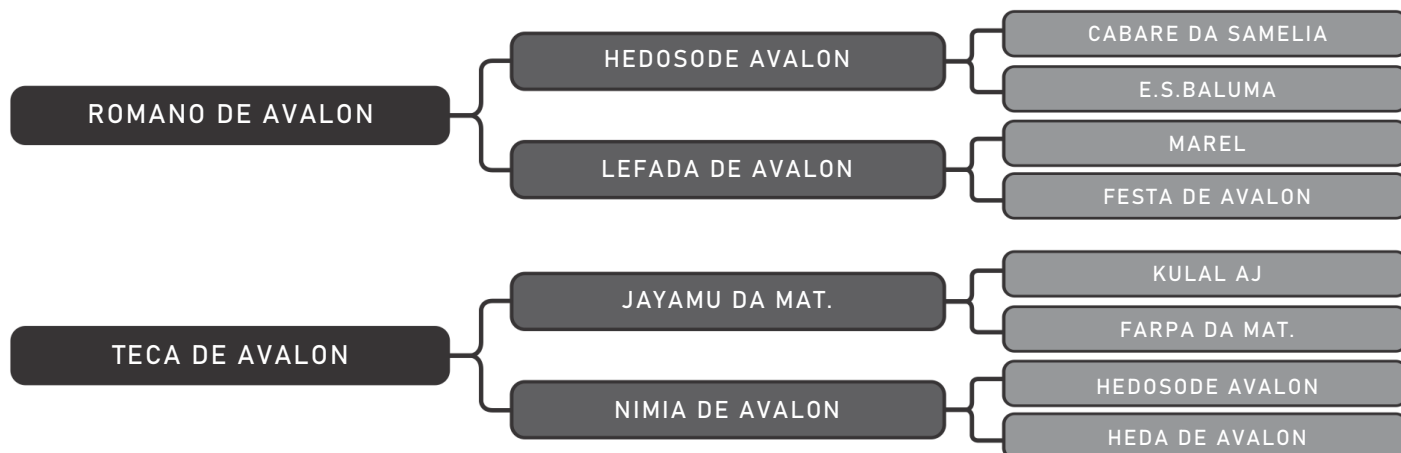 ROMANO DE AVALON
HEDOSODE AVALON
CABARE DA SAMELIA
E.S.BALUMA
LEFADA DE AVALON
MAREL
FESTA DE AVALON
TECA DE AVALON
JAYAMU DA MAT.
KULAL AJ
FARPA DA MAT.
NIMIA DE AVALON
HEDOSODE AVALON
HEDA DE AVALON